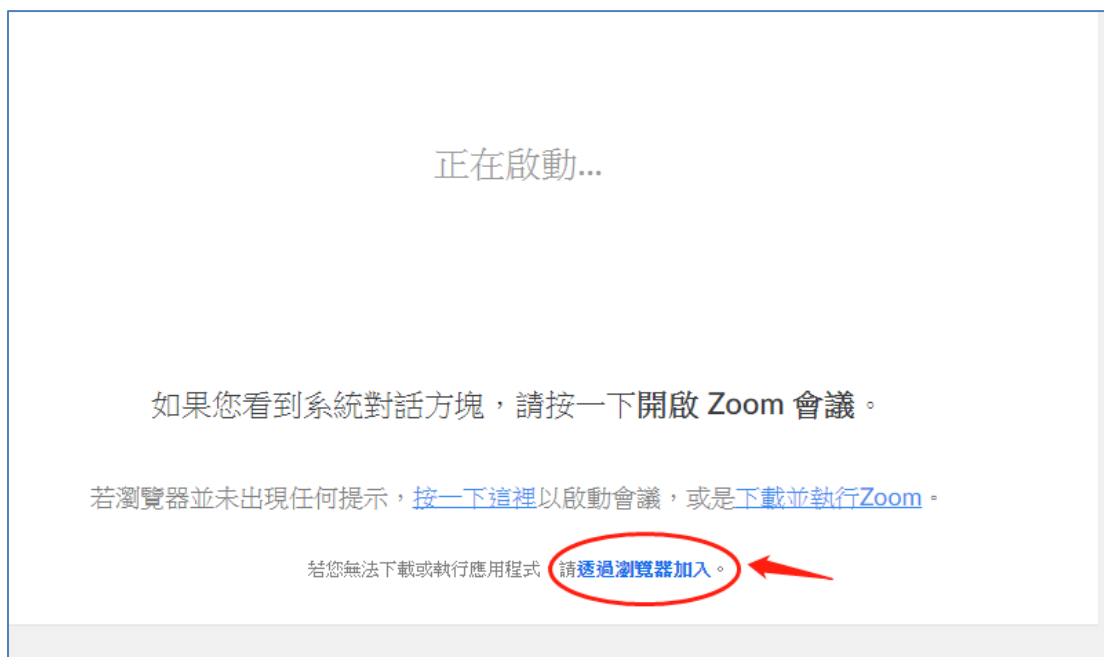 正在啟動...
如果您看到系統對話方塊，請按一下開啟 Zoom 會議。
若瀏覽器並未出現任何提示，按一下這裡以啟動會議，或是下載並執行Zoom。
若您無法下載或執行應用程式 請透過瀏覽器加入。